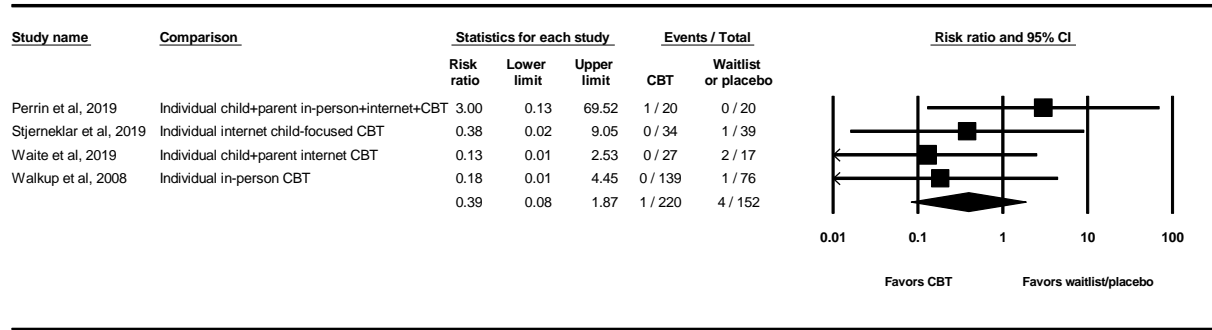 Study name Comparison Statistics for each study Events / Total Risk ratio and 95% CI
Risk ratio Lower limit Upper limit CBT Waitlist or placebo
Perrin et al, 2019 Individual child+parent in-person+internet+CBT 3.00 0.13 69.52 1 / 20 0 / 20
Stjerneklar et al, 2019 Individual internet child-focused CBT 0.38 0.02 9.05 0 / 34 1 / 39
Waite et al, 2019 Individual child+parent internet CBT 0.13 0.01 2.53 0 / 27 2 / 17
Walkup et al, 2008 Individual in-person CBT 0.18 0.01 4.45 0 / 139 1 / 76
0.39 0.08 1.87 1 / 220 4 / 152
0.01 0.1 1 10 100
Favors CBT Favors waitlist/placebo